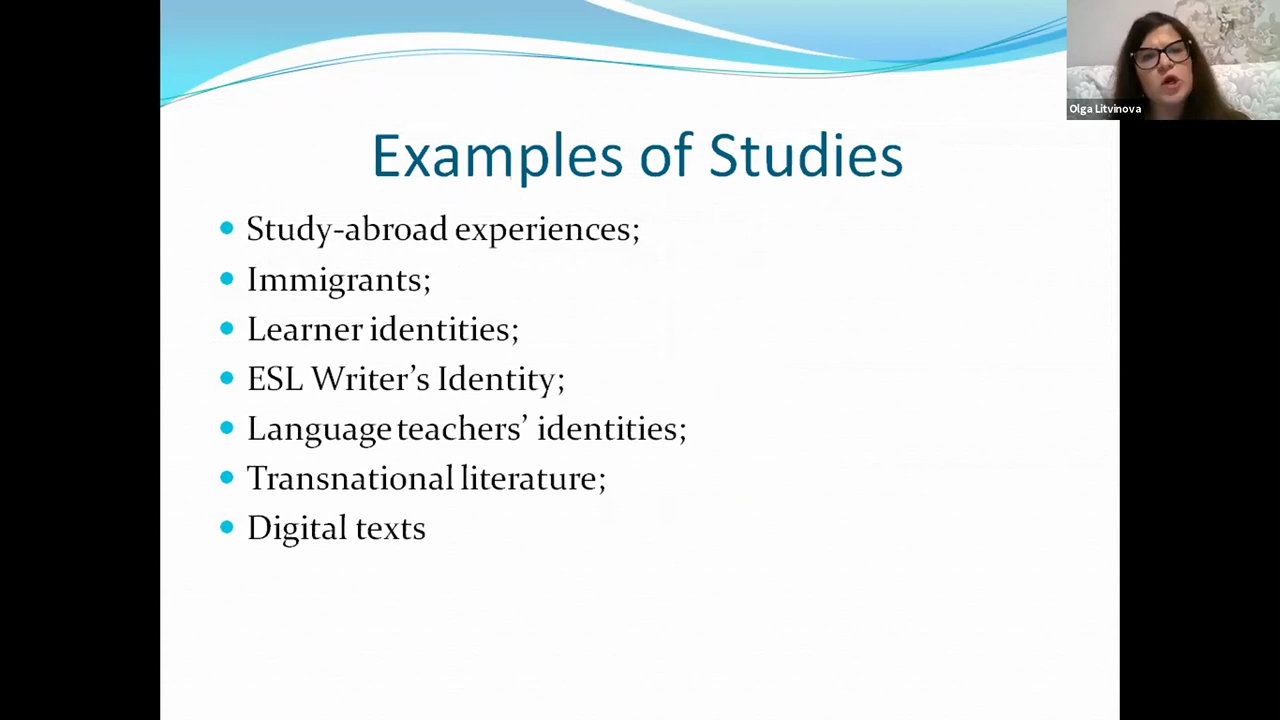 Olga Litvinova
Examples of Studies
Study-abroad experiences;
Immigrants;
Learner identities;
ESL Writer’s Identity;
Language teachers’ identities;
Transnational literature;
Digital texts